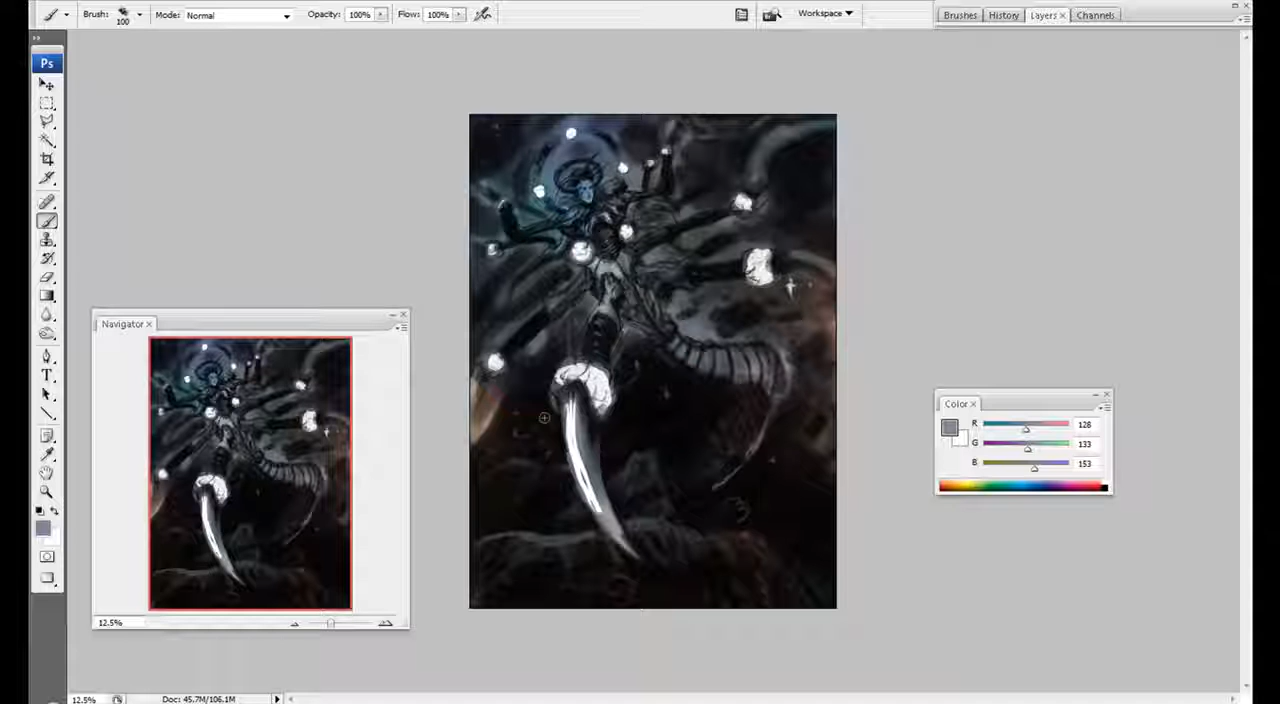 Brush: 100 Mode: Normal Opacity: 100% Flow: 100% Workspace Brushes History Layers Channels
Ps
Navigator
Color
R 128
G 133
B 153
T
12.5%
12.5% Doc: 45.7M/106.1M